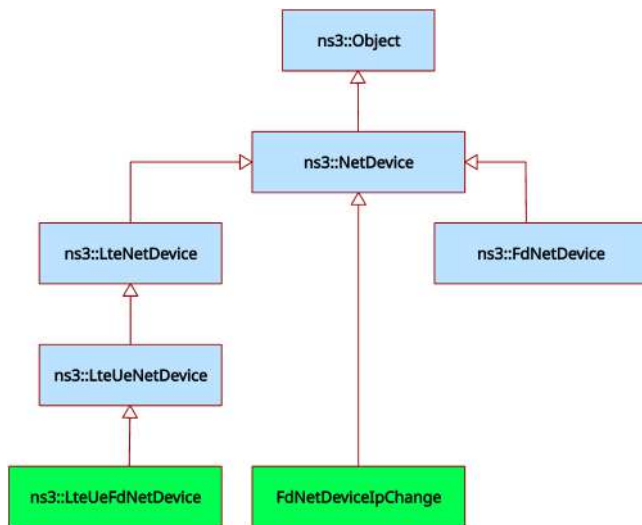 ns3::Object
ns3::NetDevice
ns3::LteNetDevice
ns3::FdNetDevice
ns3::LteUeNetDevice
ns3::LteUeFdNetDevice
FdNetDeviceIpChange